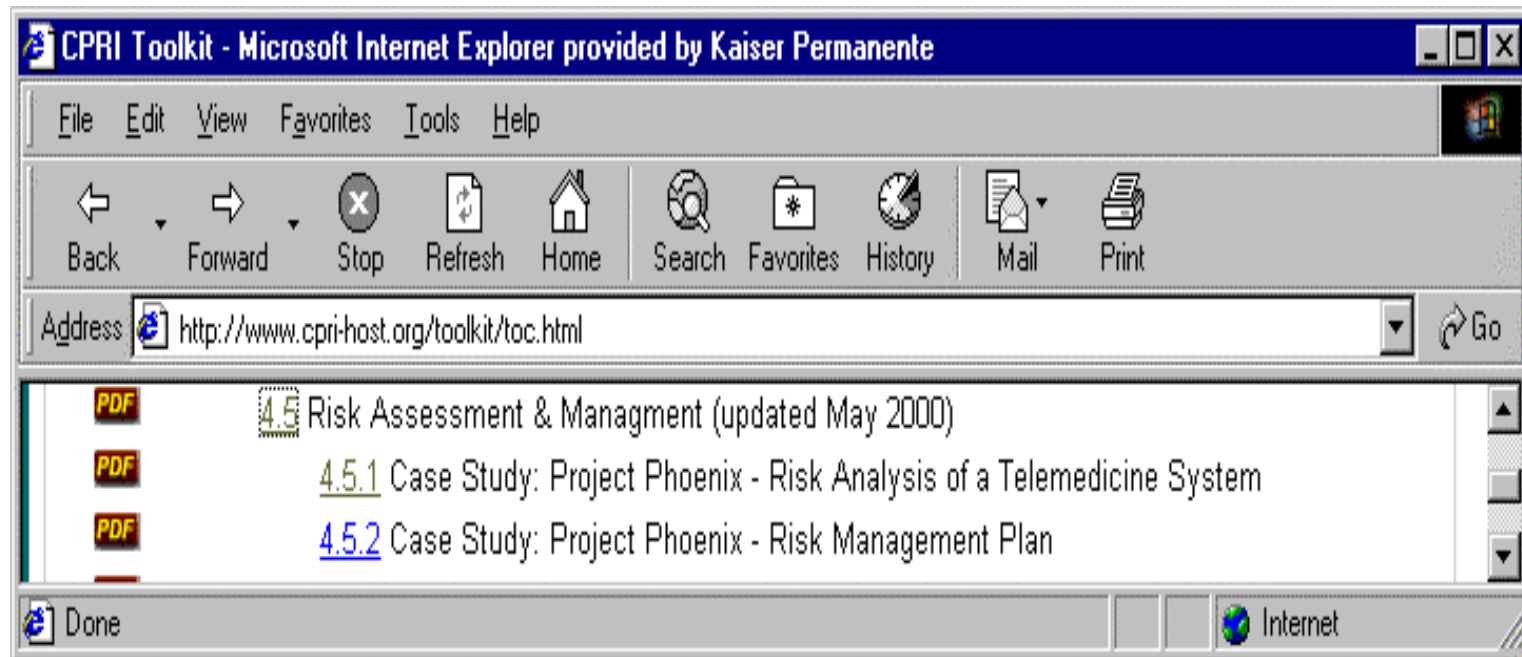 CPRI Toolkit - Microsoft Internet Explorer provided by Kaiser Permanente
File Edit View Favorites Tools Help
Back Forward Stop Refresh Home Search Favorites History Mail Print
Address http://www.cpri-host.org/toolkit/toc.html Go
PDF 4.5 Risk Assessment & Managment (updated May 2000)
PDF 4.5.1 Case Study: Project Phoenix - Risk Analysis of a Telemedicine System
PDF 4.5.2 Case Study: Project Phoenix - Risk Management Plan
Done Internet